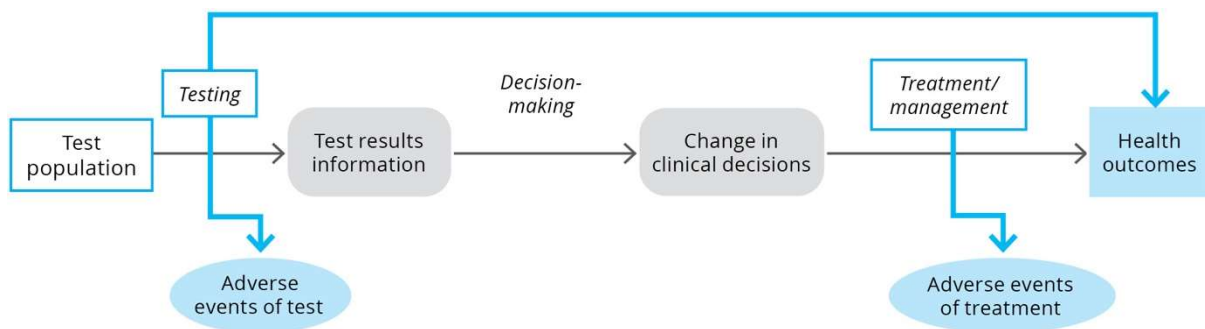 Testing
Decision-
making
Treatment/
management
Test
population
Test results
information
Change in
clinical decisions
Health
outcomes
Adverse
events of test
Adverse events
of treatment